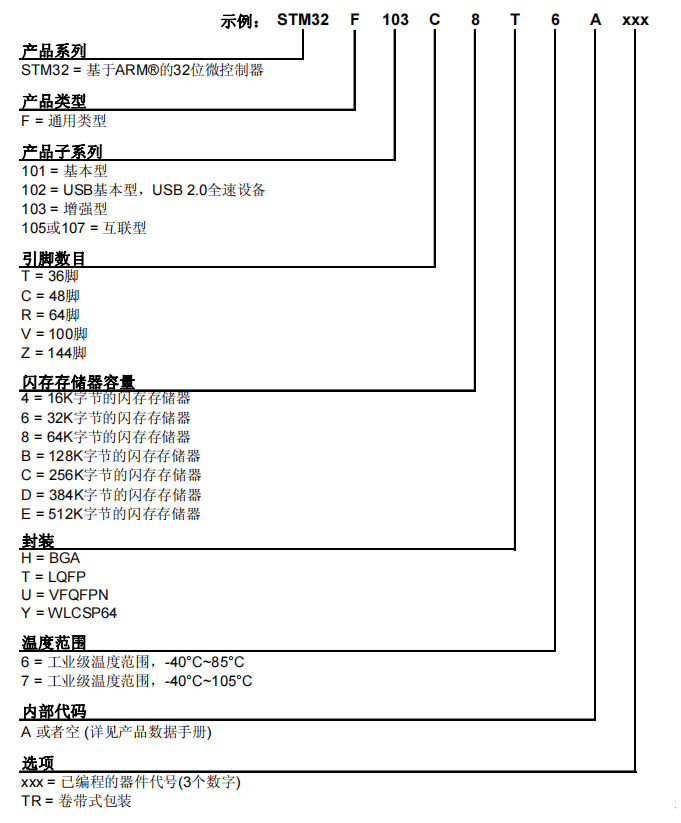 示例： STM32 F 103 C 8 T 6 A xxx
产品系列
STM32 = 基于ARM®的32位微控制器
产品类型
F = 通用类型
产品子系列
101 = 基本型
102 = USB基本型，USB 2.0全速设备
103 = 增强型
105或107 = 互联型
引脚数目
T = 36脚
C = 48脚
R = 64脚
V = 100脚
Z = 144脚
闪存存储器容量
4 = 16K字节的闪存存储器
6 = 32K字节的闪存存储器
8 = 64K字节的闪存存储器
B = 128K字节的闪存存储器
C = 256K字节的闪存存储器
D = 384K字节的闪存存储器
E = 512K字节的闪存存储器
封装
H = BGA
T = LQFP
U = VFQFPN
Y = WLCSP64
温度范围
6 = 工业级温度范围，-40°C~85°C
7 = 工业级温度范围，-40°C~105°C
内部代码
A 或者空 (详见产品数据手册)
选项
xxx = 已编程的器件代号(3个数字)
TR = 卷带式包装